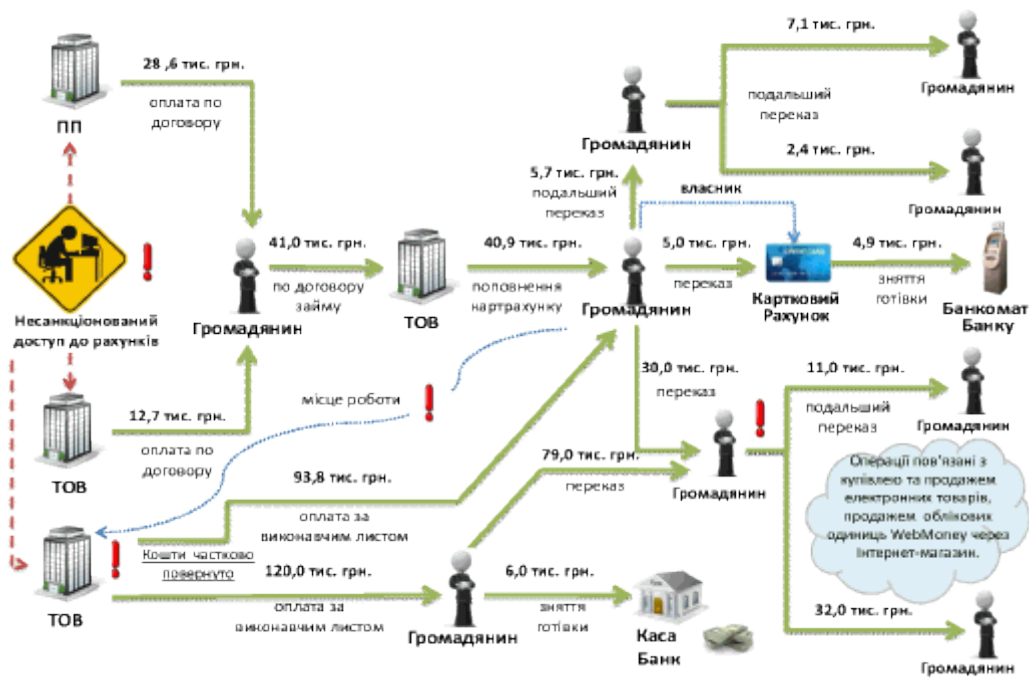 28 ,6 тис. грн.
оплата по
договору
ПП
7,1 тис. грн.
Громадянин
подальший
переказ
Громадянин
2,4 тис. грн.
Громадянин
5,7 тис. грн.
подальший
переказ
власник
Несанкціонований
доступ до рахунків
Громадянин
41,0 тис. грн.
по договору
займу
ТОВ
40,9 тис. грн.
поповнення
картрахунку
Громадянин
5,0 тис. грн.
переказ
Картковий
Рахунок
4,9 тис. грн.
зняття
готівки
Банкомат
Банку
12,7 тис. грн.
оплата по
договору
ТОВ
місце роботи
30,0 тис. грн.
переказ
11,0 тис. грн.
подальший
переказ
Громадянин
93,8 тис. грн.
оплата за
виконавчим листом
79,0 тис. грн.
переказ
Громадянин
Операції пов'язані з
купівлею та продажем
електронних товарів,
продажем облікових
одиниць WebMoney через
Інтернет-магазин.
Кошти частково
повернуто
ТОВ
120,0 тис. грн.
оплата за
виконавчим листом
Громадянин
6,0 тис. грн.
зняття
готівки
Каса
Банк
32,0 тис. грн.
Громадянин